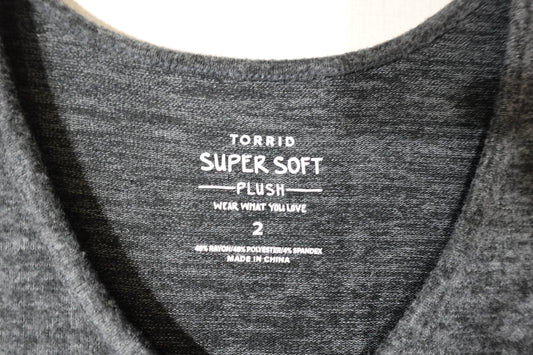 TORRID
SUPER SOFT
PLUSH
WEAR WHAT YOU LOVE
2
48% RAYON/48% POLYESTER/4% SPANDEX
MADE IN CHINA